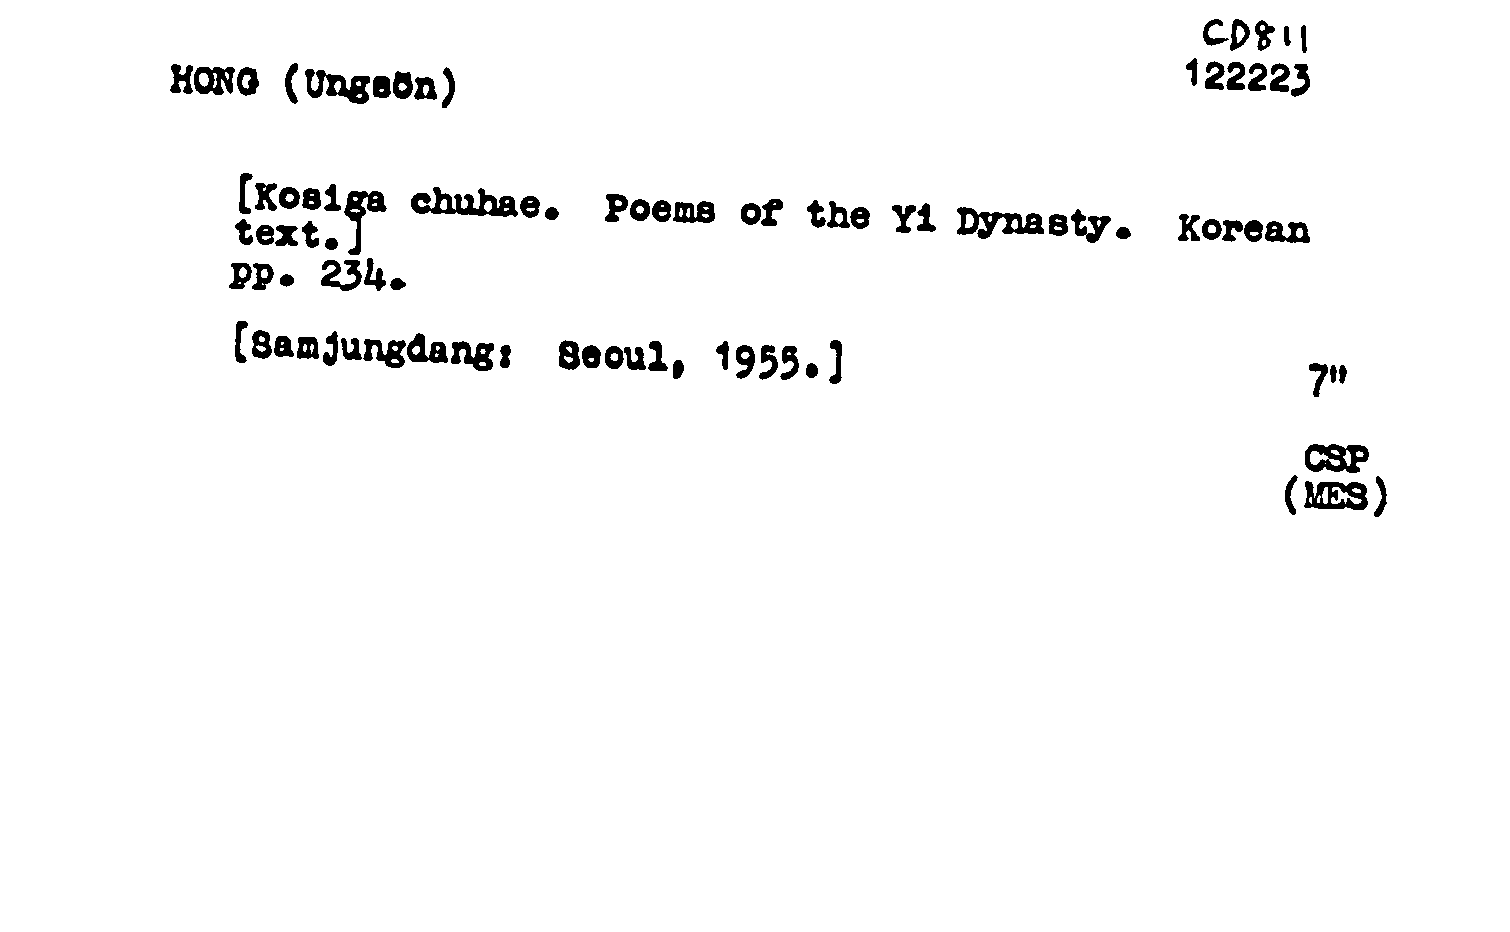 CD811
HONG (Ungsŏn)
122223
[Kosiga chuhae. Poems of the Yi Dynasty. Korean
text.]
pp. 234.
[Samjungdang: Seoul, 1955.]
7"
CSP
(MES)